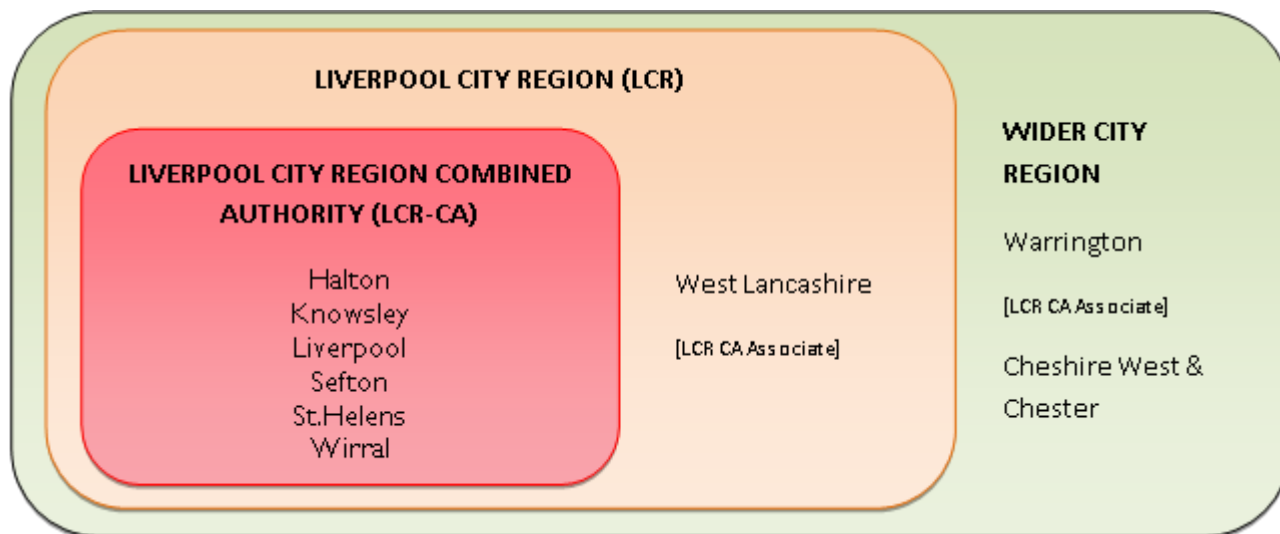 LIVERPOOL CITY REGION (LCR)
LIVERPOOL CITY REGION COMBINED
AUTHORITY (LCR-CA)
Halton
Knowsley
Liverpool
Sefton
St.Helens
Wirral
West Lancashire
[LCR CA Associate]
WIDER CITY
REGION
Warrington
[LCR CA Associate]
Cheshire West &
Chester